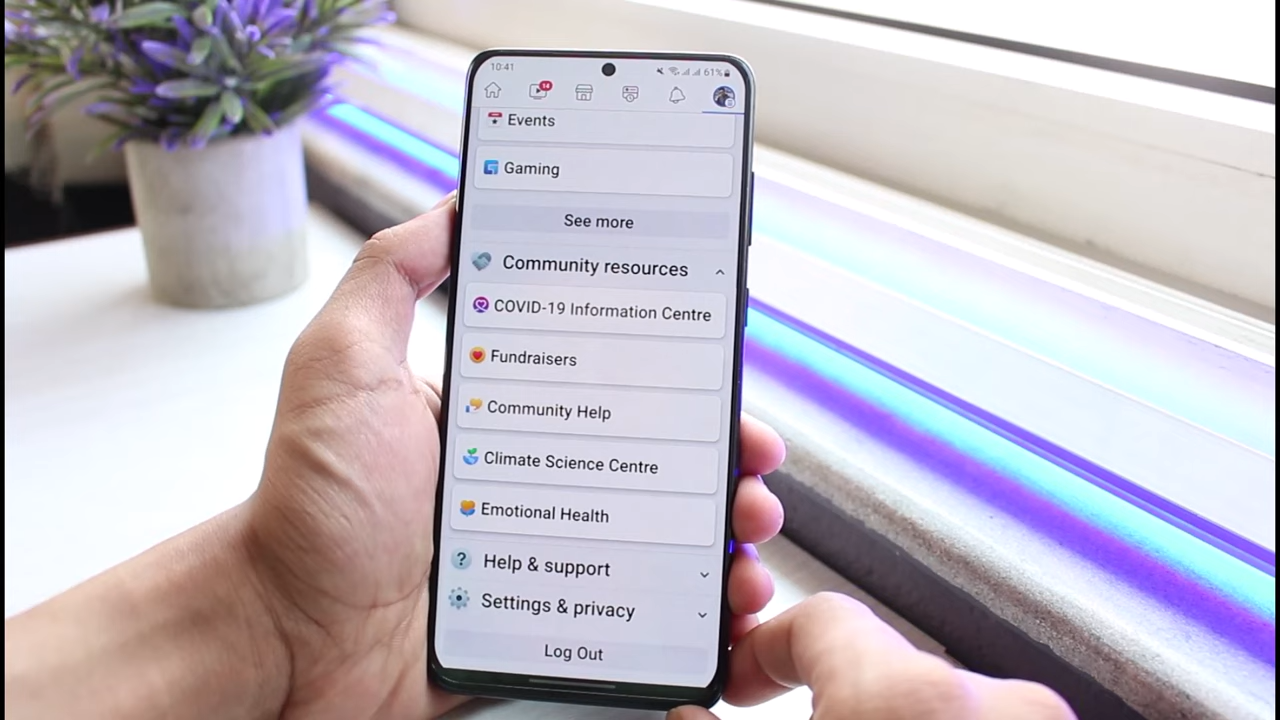 10:41
61%
14
Events
Gaming
See more
Community resources
COVID-19 Information Centre
Fundraisers
Community Help
Climate Science Centre
Emotional Health
Help & support
Settings & privacy
Log Out